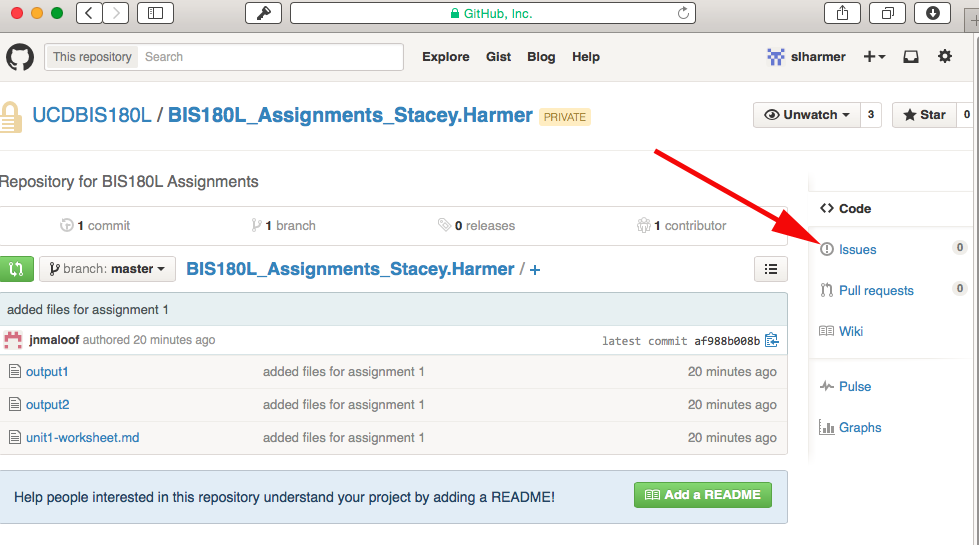 GitHub, Inc.
This repository Search Explore Gist Blog Help slharmer
UCDBIS180L / BIS180L_Assignments_Stacey.Harmer PRIVATE Unwatch 3 Star 0
Repository for BIS180L Assignments
1 commit 1 branch 0 releases 1 contributor
branch: master BIS180L_Assignments_Stacey.Harmer / +
added files for assignment 1
jnmaloof authored 20 minutes ago latest commit af988b008b
output1 added files for assignment 1 20 minutes ago
output2 added files for assignment 1 20 minutes ago
unit1-worksheet.md added files for assignment 1 20 minutes ago
Help people interested in this repository understand your project by adding a README! Add a README
Code
Issues 0
Pull requests 0
Wiki
Pulse
Graphs